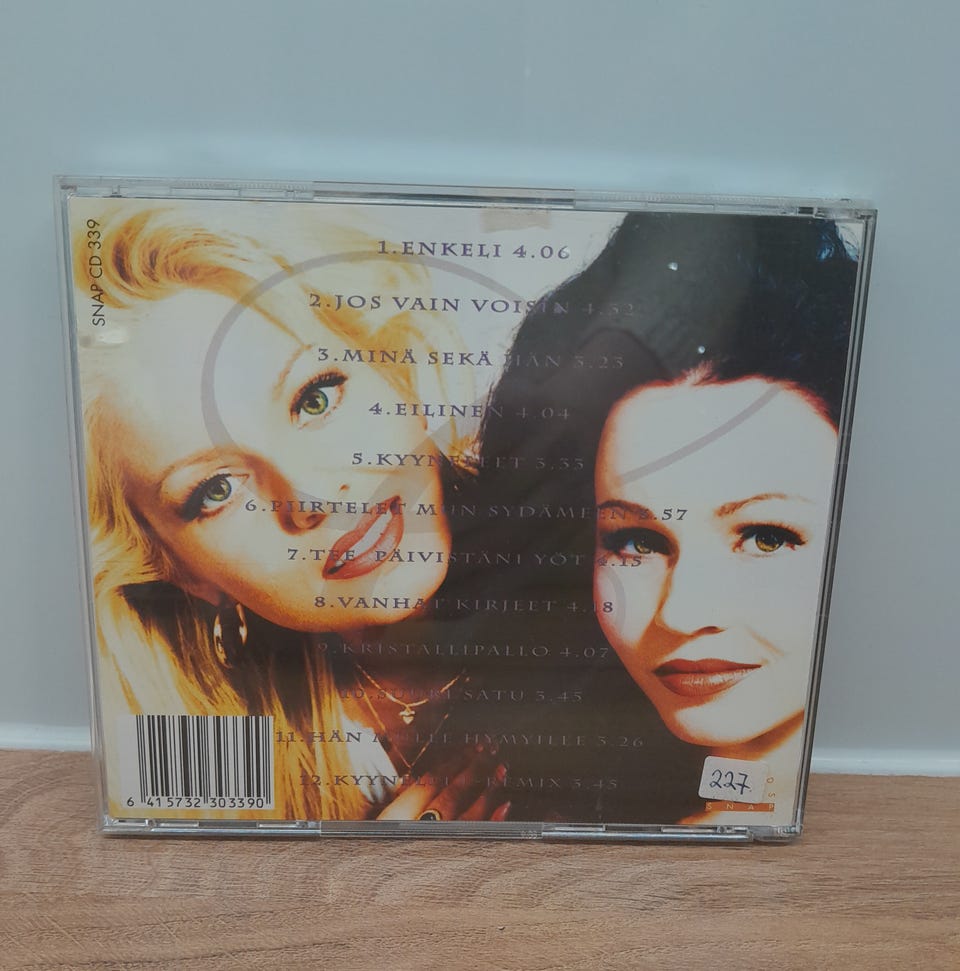 SNAP CD 339
1.ENKELI 4.06
2.JOS VAIN VOISIN 4.32
3.MINÄ SEKÄ HÄN 3.23
4.EILINEN 4.04
5.KYYNELEET 3.33
6.PIIRTELET MUN SYDÄMEEN 3.57
7.TEE PÄIVISTÄNI YÖT 4.15
8.VANHAT KIRJEET 4.18
9.KRISTALLIPALLO 4.07
10.SUURI SATU 3.45
11.HÄN MULLE HYMYILLE 3.26
12.KYYNELEET-REMIX 3.45
6 415732 303390
227.
SNAP